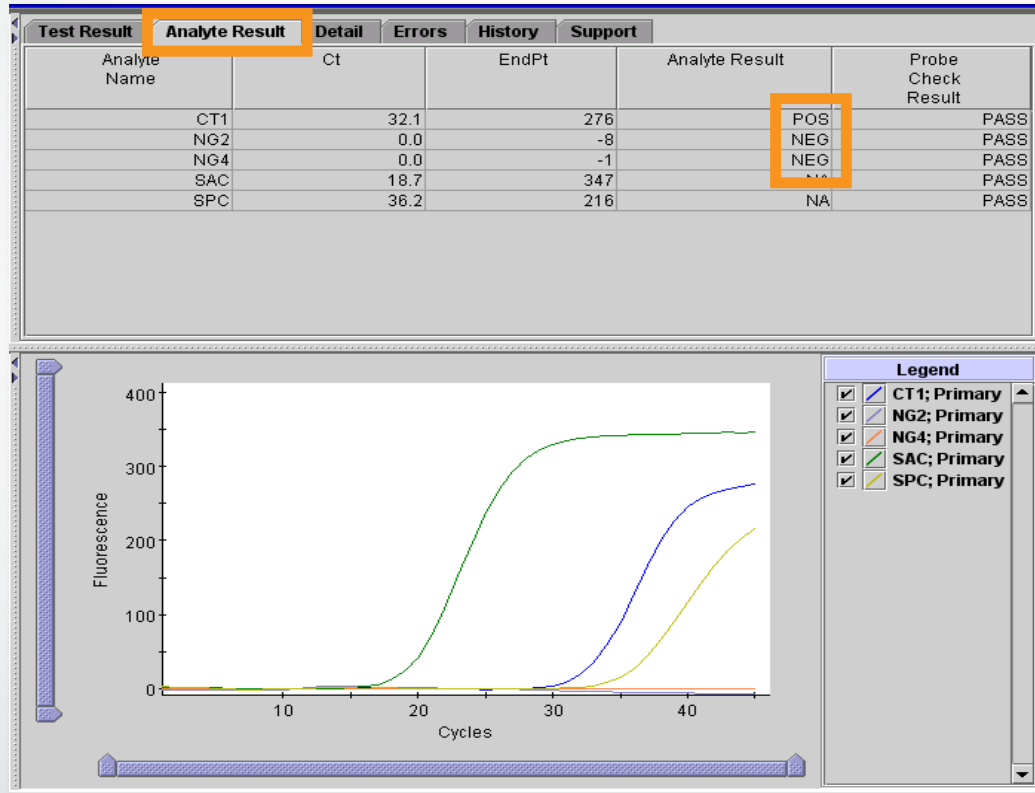 Test Result Analyte Result Detail Errors History Support
Analyte Name Ct EndPt Analyte Result Probe Check Result
CT1 32.1 276 POS PASS
NG2 0.0 -8 NEG PASS
NG4 0.0 -1 NEG PASS
SAC 18.7 347 NA PASS
SPC 36.2 216 NA PASS
Legend
CT1; Primary
NG2; Primary
NG4; Primary
SAC; Primary
SPC; Primary
400
300
200
100
0
Fluorescence
10 20 30 40
Cycles